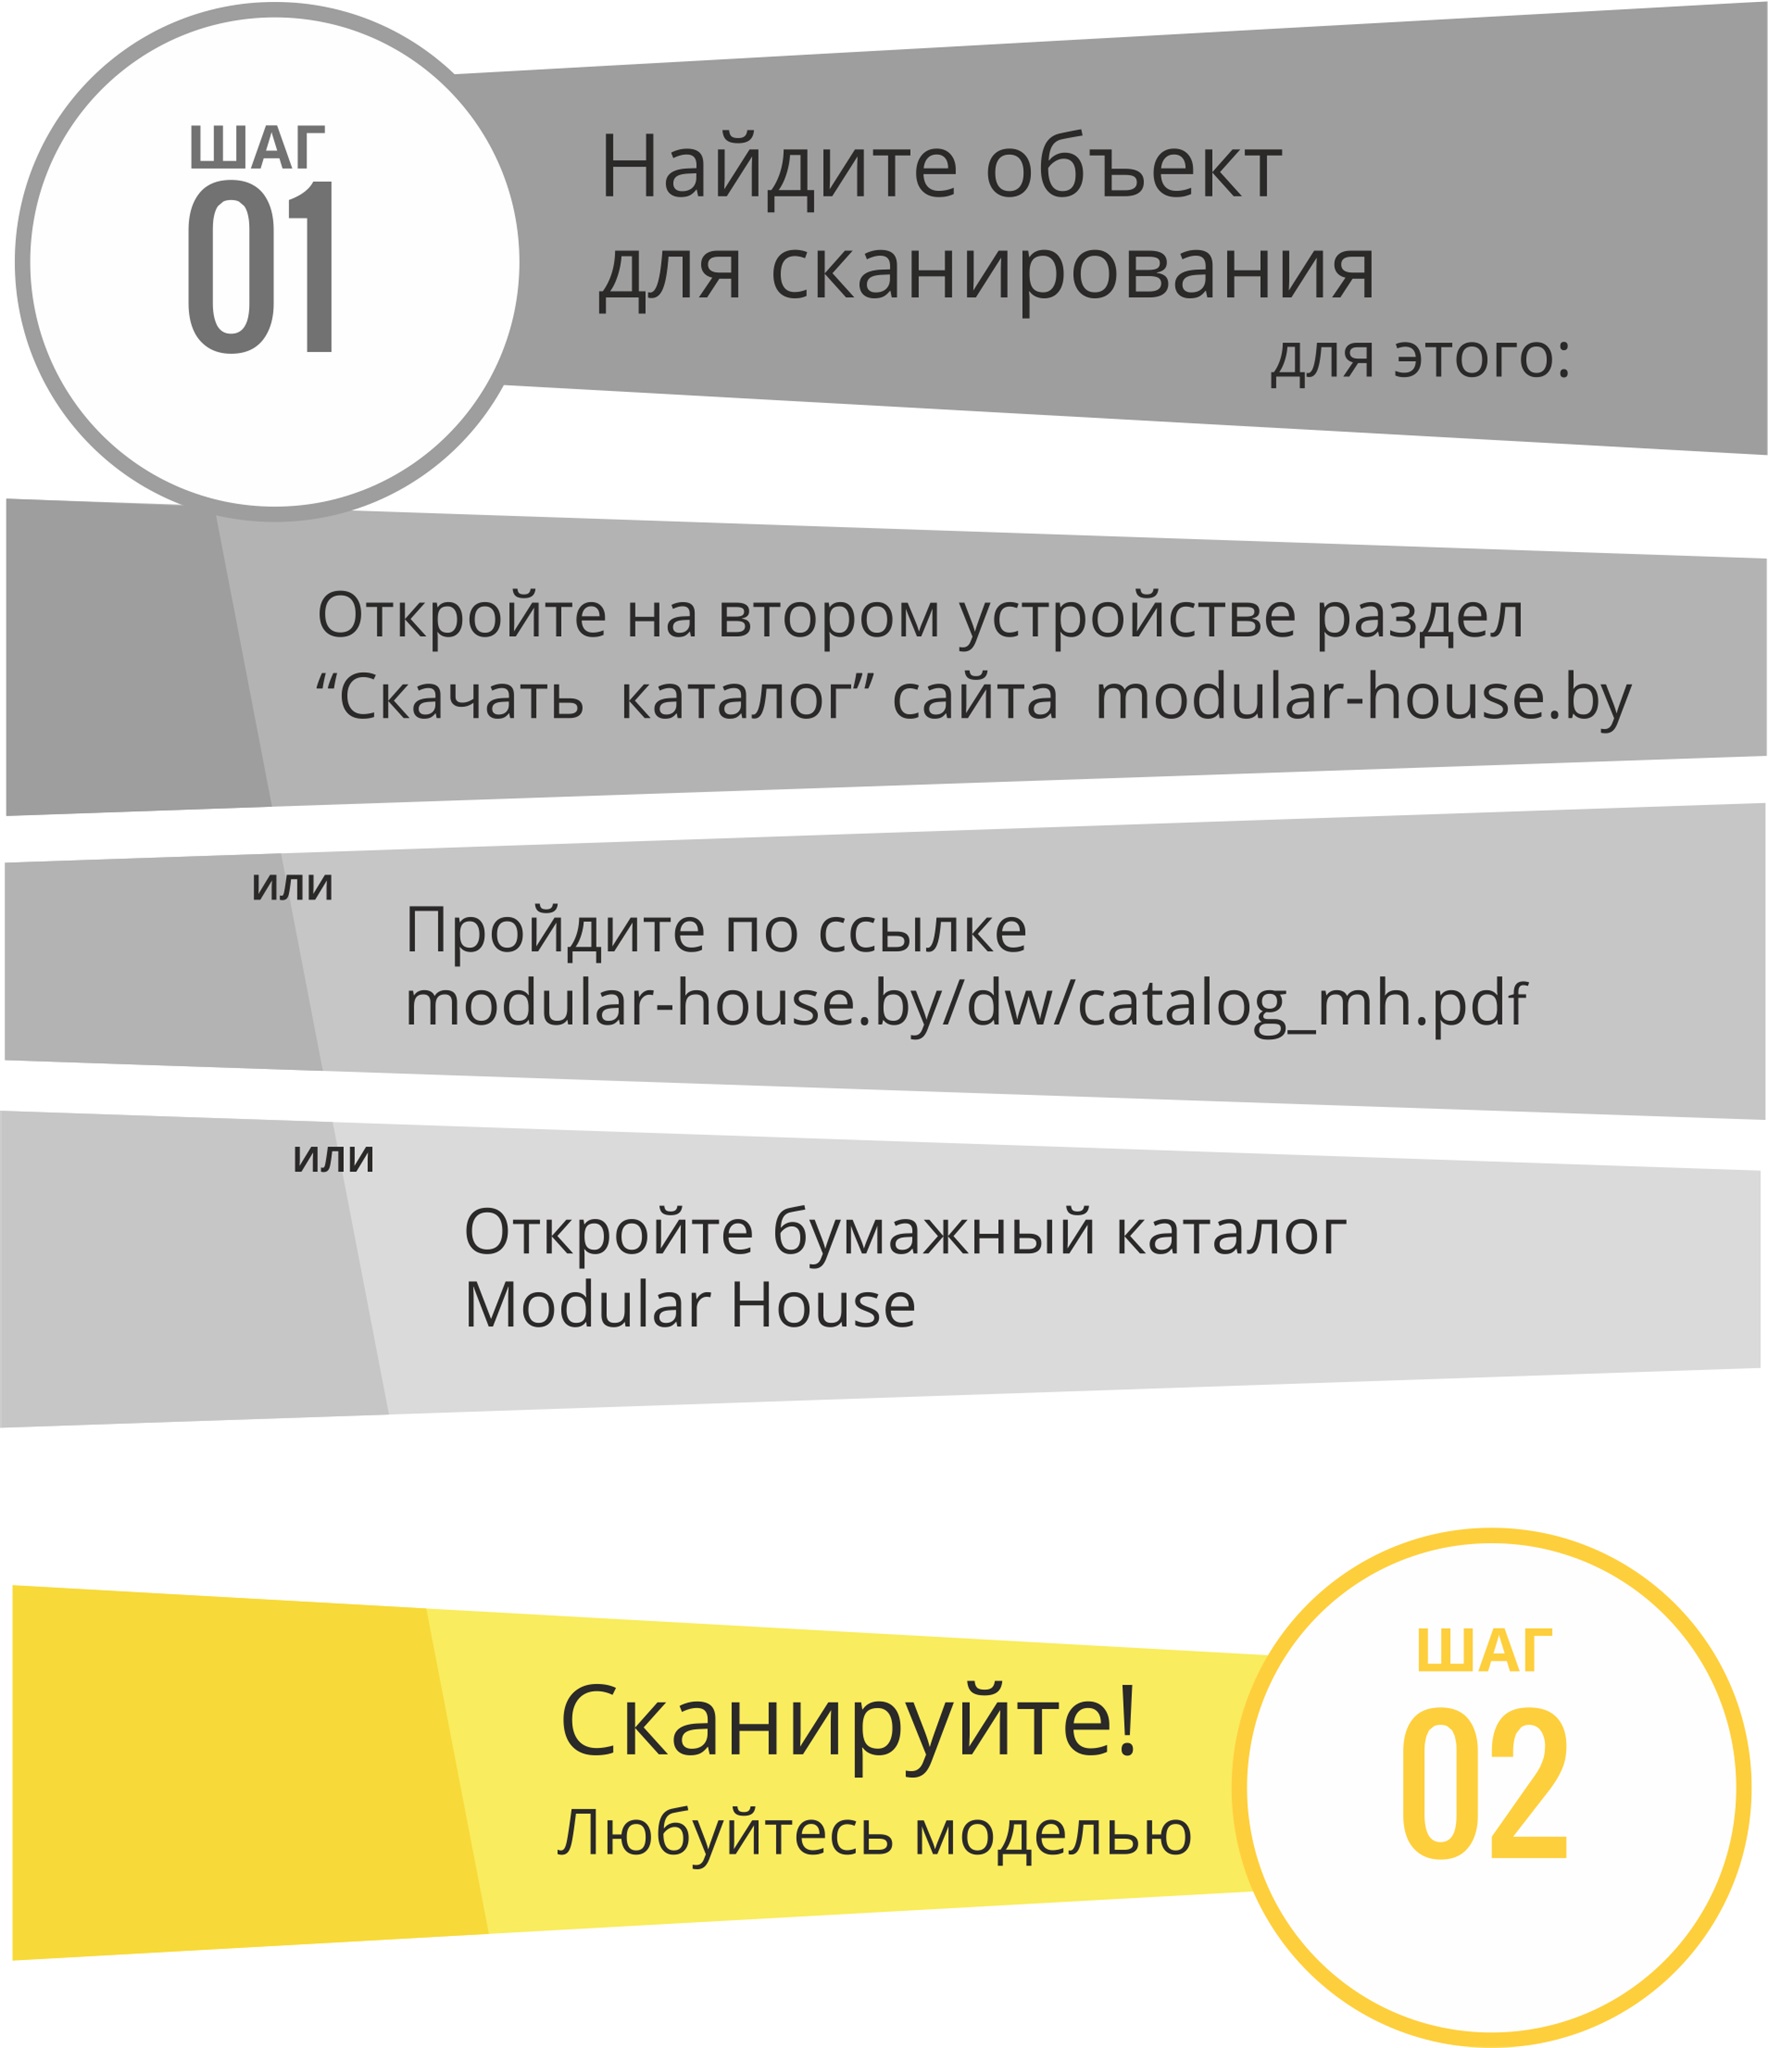 ШАГ
01
Найдите объект
для сканирования
для этого:
Откройте на втором устройстве раздел
“Скачать каталог” сайта modular-house.by
или
Пройдите по ссылке
modular-house.by/dw/catalog_mh.pdf
или
Откройте бумажный каталог
Modular House
Сканируйте!
Любуйтесь моделью
ШАГ
02